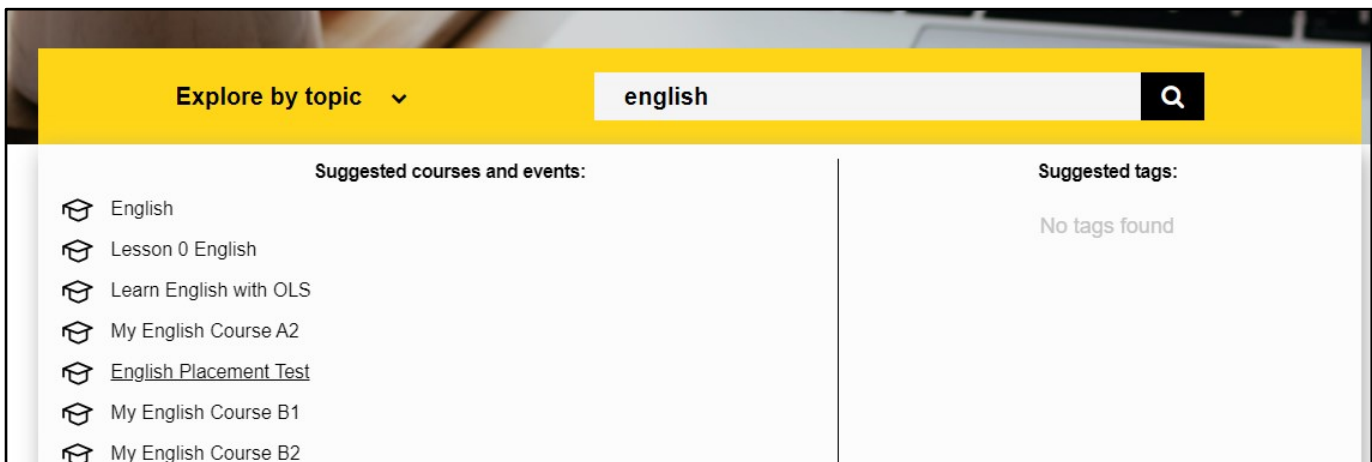 Explore by topic
english
Suggested courses and events:
English
Lesson 0 English
Learn English with OLS
My English Course A2
English Placement Test
My English Course B1
My English Course B2
Suggested tags:
No tags found